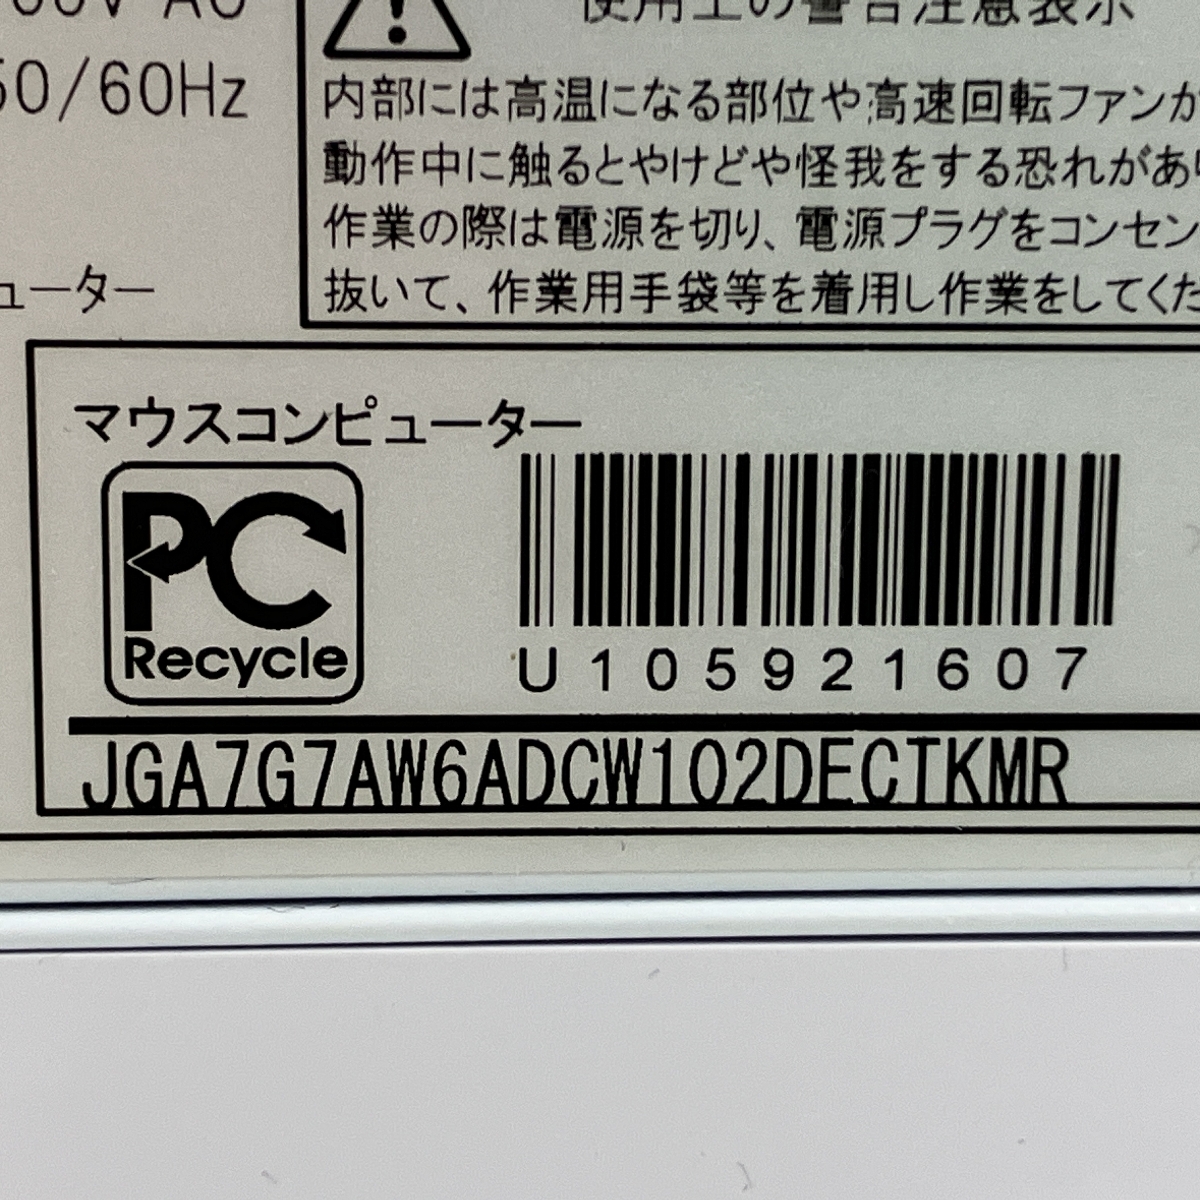 使用上の警告注意表示
50/60Hz
内部には高温になる部位や高速回転ファンが
動作中に触るとやけどや怪我をする恐れがあり
作業の際は電源を切り、電源プラグをコンセン
抜いて、作業用手袋等を着用し作業をしてくだ
ューター
マウスコンピューター
PC
Recycle
U105921607
JGA7G7AW6ADCW102DECTKMR